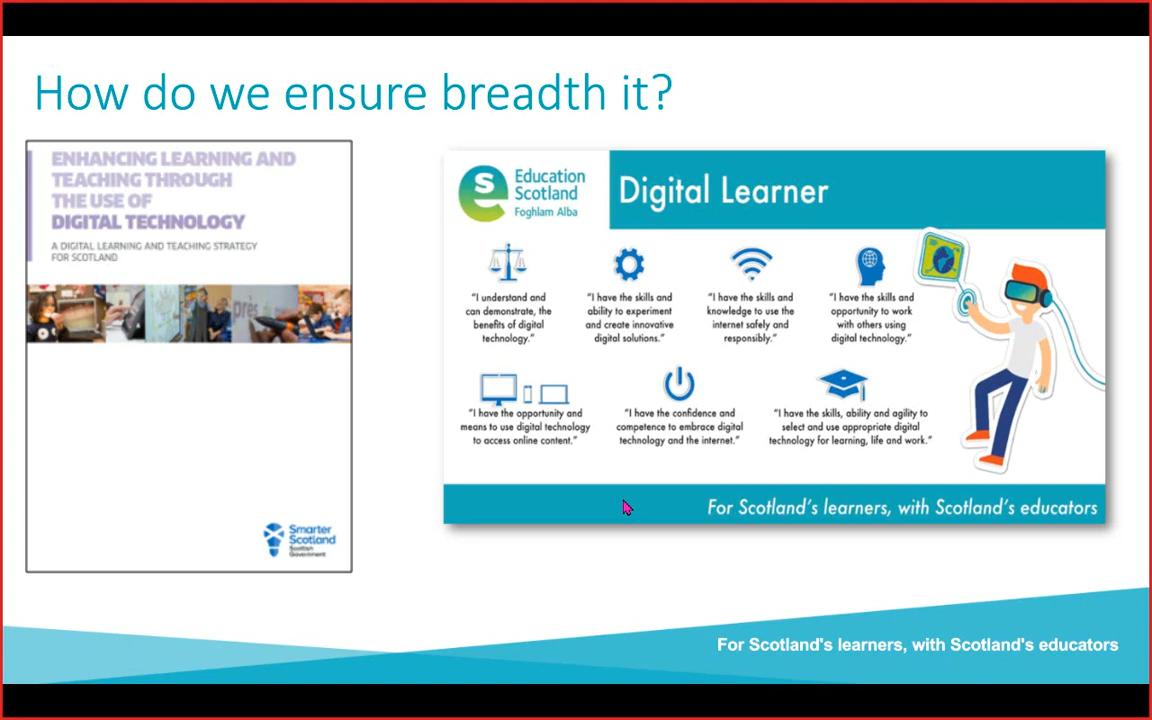 How do we ensure breadth it?
ENHANCING LEARNING AND
TEACHING THROUGH
THE USE OF
DIGITAL TECHNOLOGY
A DIGITAL LEARNING AND TEACHING STRATEGY
FOR SCOTLAND
près
Smarter
Scotland
Scottish
Government
Education
Scotland
Foghlam Alba
Digital Learner
"I understand and
can demonstrate, the
benefits of digital
technology."
"I have the skills and
ability to experiment
and create innovative
digital solutions."
"I have the skills and
knowledge to use the
internet safely and
responsibly."
"I have the skills and
opportunity to work
with others using
digital technology."
"I have the opportunity and
means to use digital technology
to access online content."
"I have the confidence and
competence to embrace digital
technology and the internet."
"I have the skills, ability and agility to
select and use appropriate digital
technology for learning, life and work."
For Scotland's learners, with Scotland's educators
For Scotland's learners, with Scotland's educators